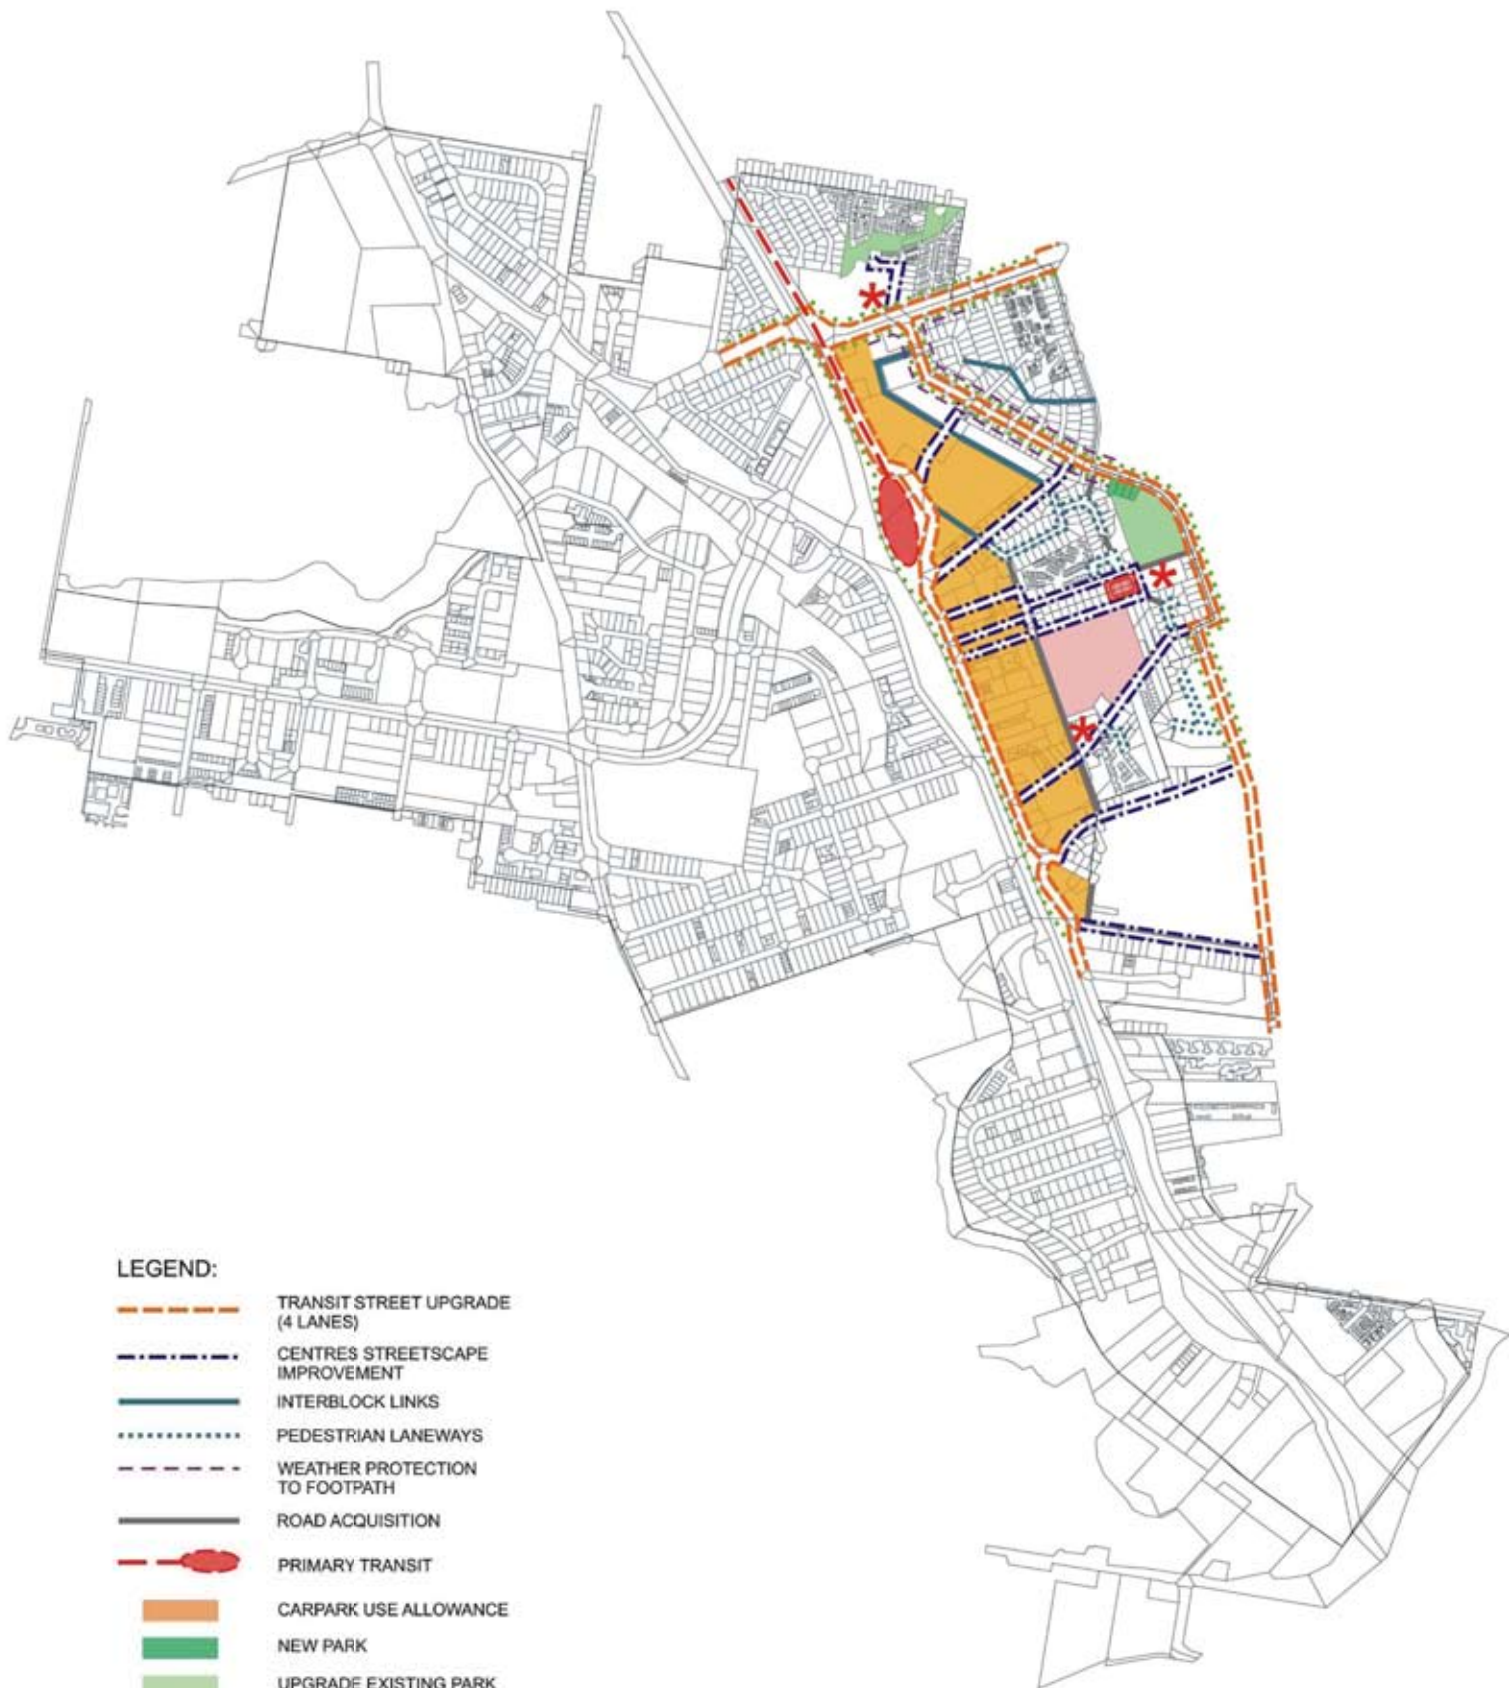 LEGEND:
TRANSIT STREET UPGRADE
(4 LANES)
CENTRES STREETSCAPE
IMPROVEMENT
INTERBLOCK LINKS
PEDESTRIAN LANEWAYS
WEATHER PROTECTION
TO FOOTPATH
ROAD ACQUISITION
PRIMARY TRANSIT
CARPARK USE ALLOWANCE
NEW PARK
UPGRADE EXISTING PARK